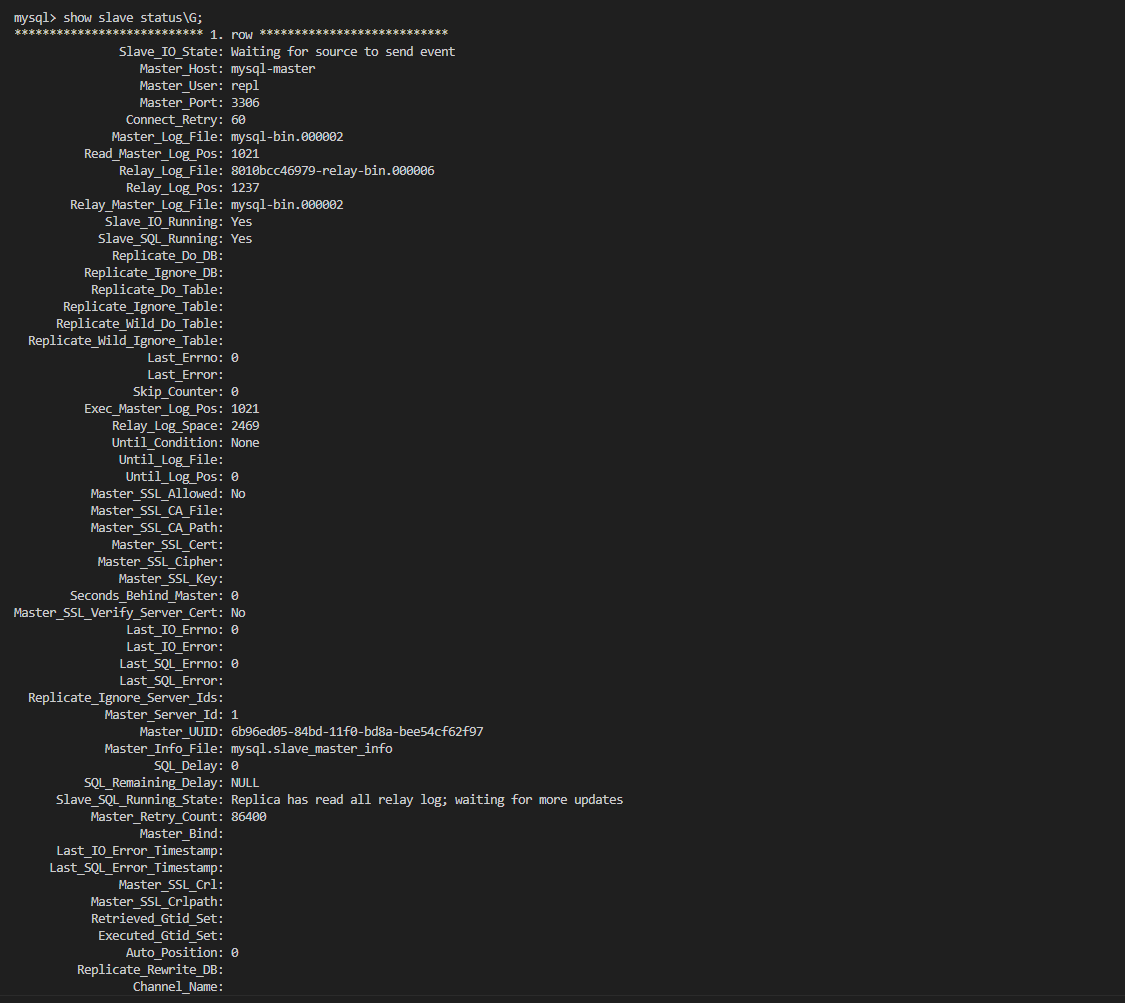 mysql> show slave status\G;
*************************** 1. row ***************************
Slave_IO_State: Waiting for source to send event
Master_Host: mysql-master
Master_User: repl
Master_Port: 3306
Connect_Retry: 60
Master_Log_File: mysql-bin.000002
Read_Master_Log_Pos: 1021
Relay_Log_File: 8010bcc46979-relay-bin.000006
Relay_Log_Pos: 1237
Relay_Master_Log_File: mysql-bin.000002
Slave_IO_Running: Yes
Slave_SQL_Running: Yes
Replicate_Do_DB:
Replicate_Ignore_DB:
Replicate_Do_Table:
Replicate_Ignore_Table:
Replicate_Wild_Do_Table:
Replicate_Wild_Ignore_Table:
Last_Errno: 0
Last_Error:
Skip_Counter: 0
Exec_Master_Log_Pos: 1021
Relay_Log_Space: 2469
Until_Condition: None
Until_Log_File:
Until_Log_Pos: 0
Master_SSL_Allowed: No
Master_SSL_CA_File:
Master_SSL_CA_Path:
Master_SSL_Cert:
Master_SSL_Cipher:
Master_SSL_Key:
Seconds_Behind_Master: 0
Master_SSL_Verify_Server_Cert: No
Last_IO_Errno: 0
Last_IO_Error:
Last_SQL_Errno: 0
Last_SQL_Error:
Replicate_Ignore_Server_Ids:
Master_Server_Id: 1
Master_UUID: 6b96ed05-84bd-11f0-bd8a-bee54cf62f97
Master_Info_File: mysql.slave_master_info
SQL_Delay: 0
SQL_Remaining_Delay: NULL
Slave_SQL_Running_State: Replica has read all relay log; waiting for more updates
Master_Retry_Count: 86400
Master_Bind:
Last_IO_Error_Timestamp:
Last_SQL_Error_Timestamp:
Master_SSL_Crl:
Master_SSL_Crlpath:
Retrieved_Gtid_Set:
Executed_Gtid_Set:
Auto_Position: 0
Replicate_Rewrite_DB:
Channel_Name: